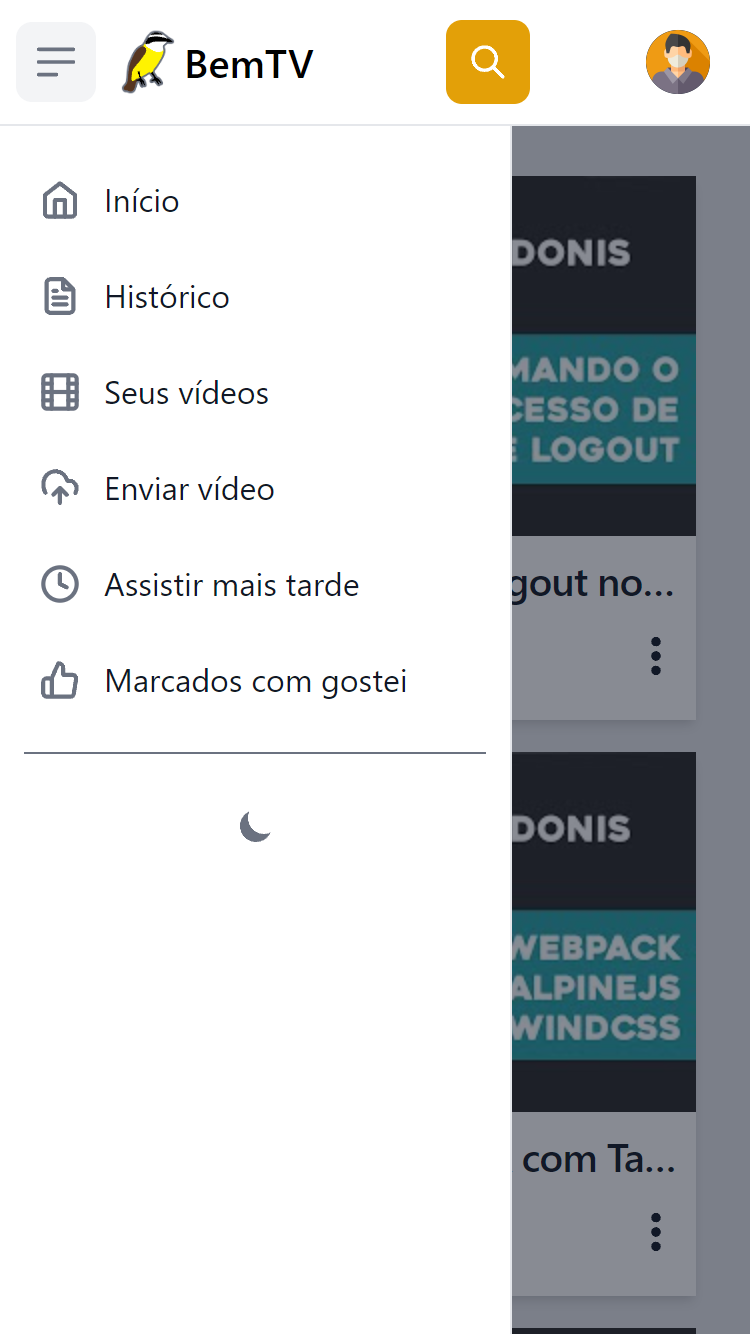 BemTV
Início
Histórico
Seus vídeos
Enviar vídeo
Assistir mais tarde
Marcados com gostei
DONIS
MANDO O
CESSO DE
E LOGOUT
gout no...
DONIS
WEBPACK
ALPINEJS
WINDCSS
com Ta...